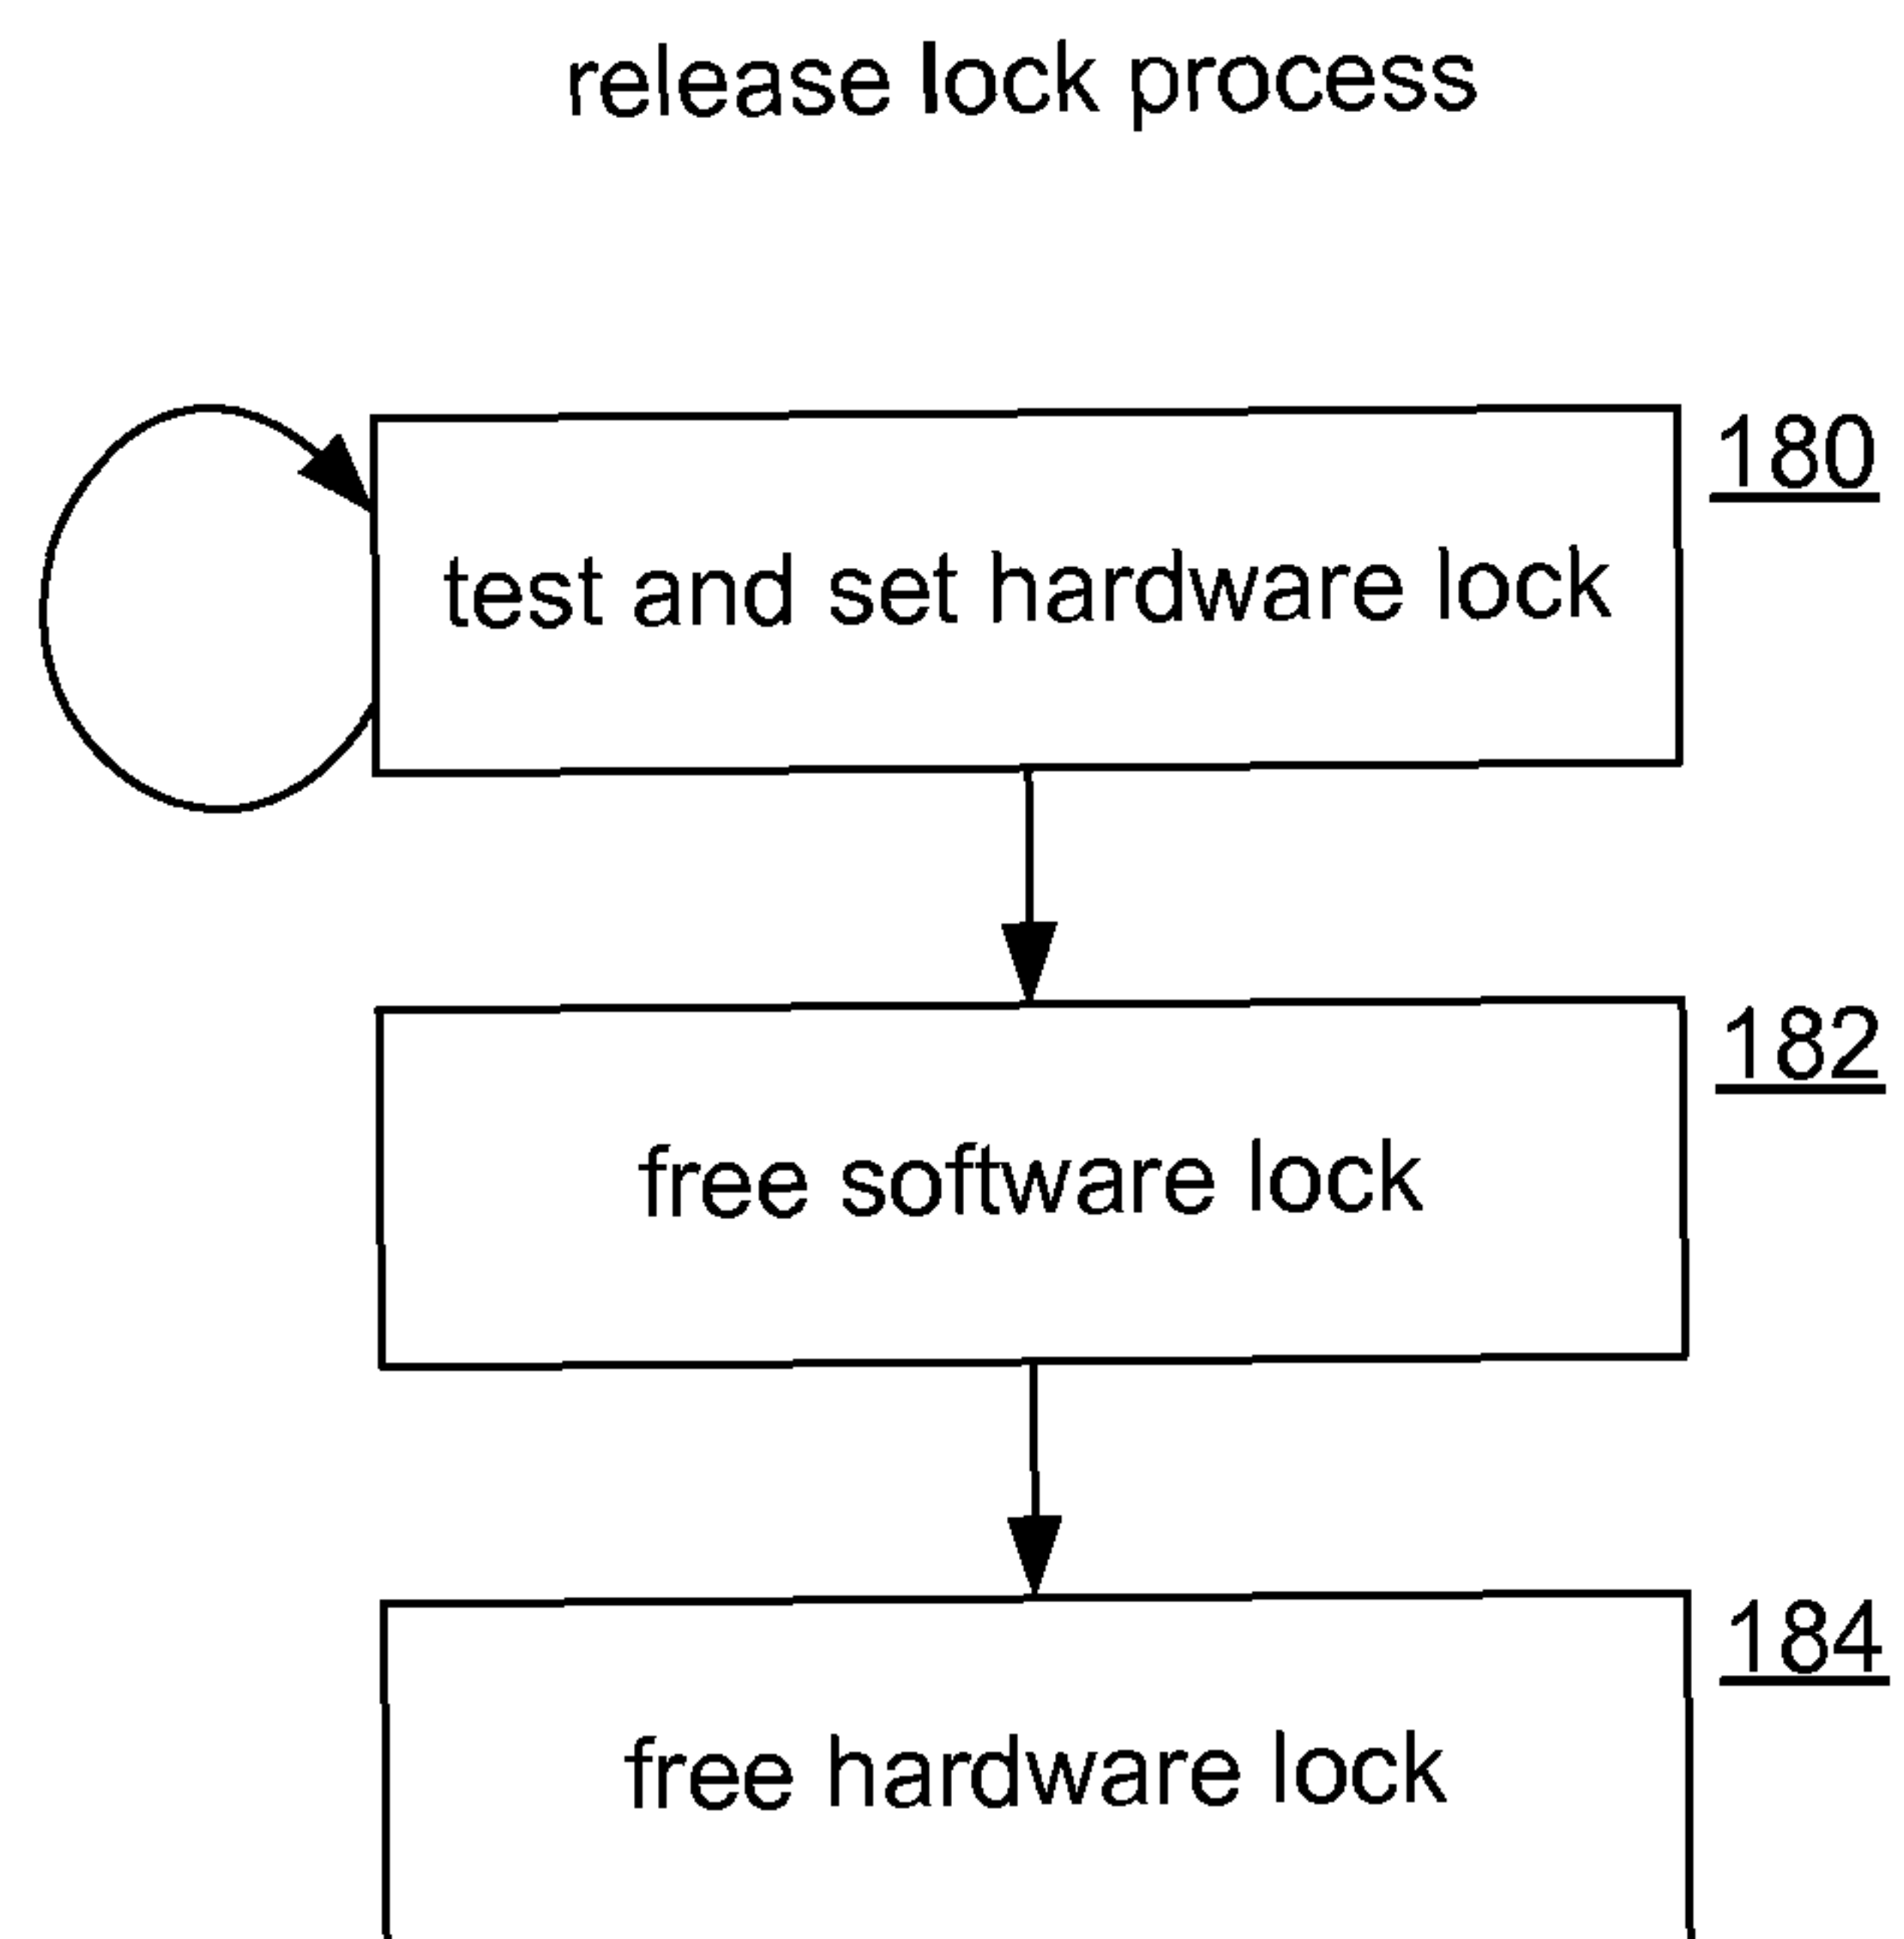 release lock process
180
test and set hardware lock
182
free software lock
184
free hardware lock